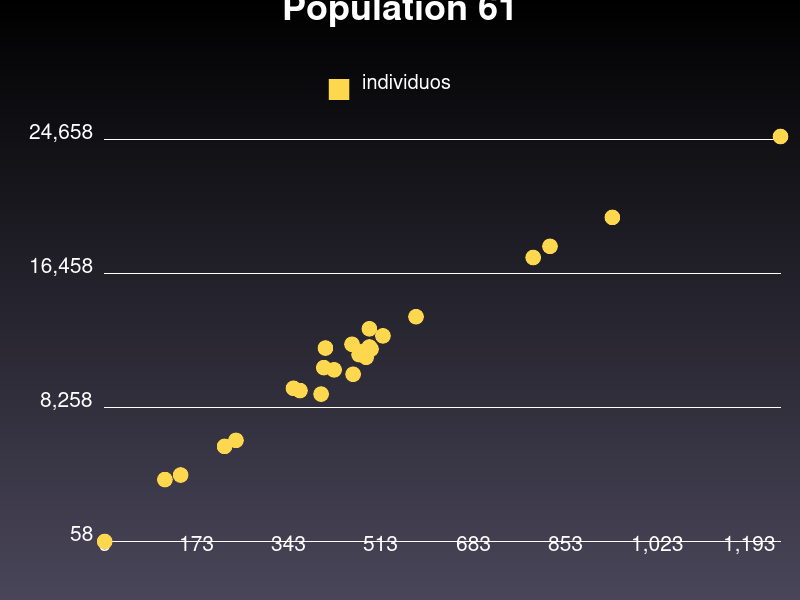 Population 61
individuos
24,658
16,458
8,258
58
173 343 513 683 853 1,023 1,193